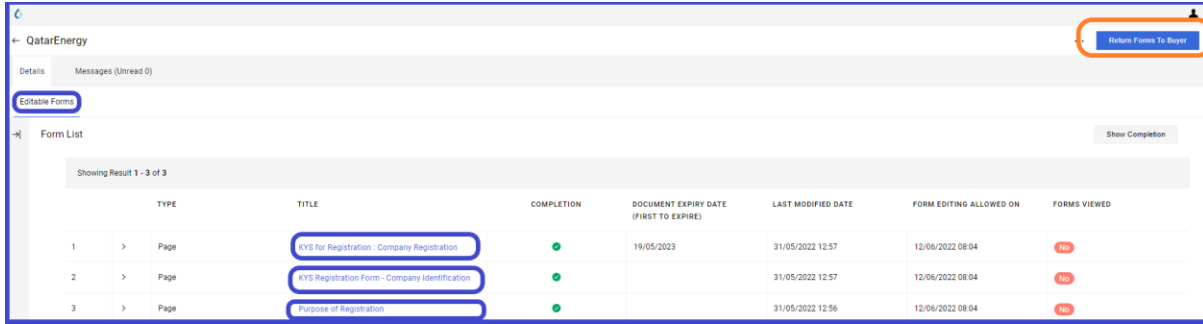 QatarEnergy
Return Forms To Buyer
Details Messages (Unread 0)
Editable Forms
Form List
Show Completion
Showing Result 1 - 3 of 3
TYPE TITLE COMPLETION DOCUMENT EXPIRY DATE (FIRST TO EXPIRE) LAST MODIFIED DATE FORM EDITING ALLOWED ON FORMS VIEWED
1 Page KYS for Registration : Company Registration 19/05/2023 31/05/2022 12:57 12/06/2022 08:04 No
2 Page KYS Registration Form - Company Identification 31/05/2022 12:57 12/06/2022 08:04 No
3 Page Purpose of Registration 31/05/2022 12:56 12/06/2022 08:04 No